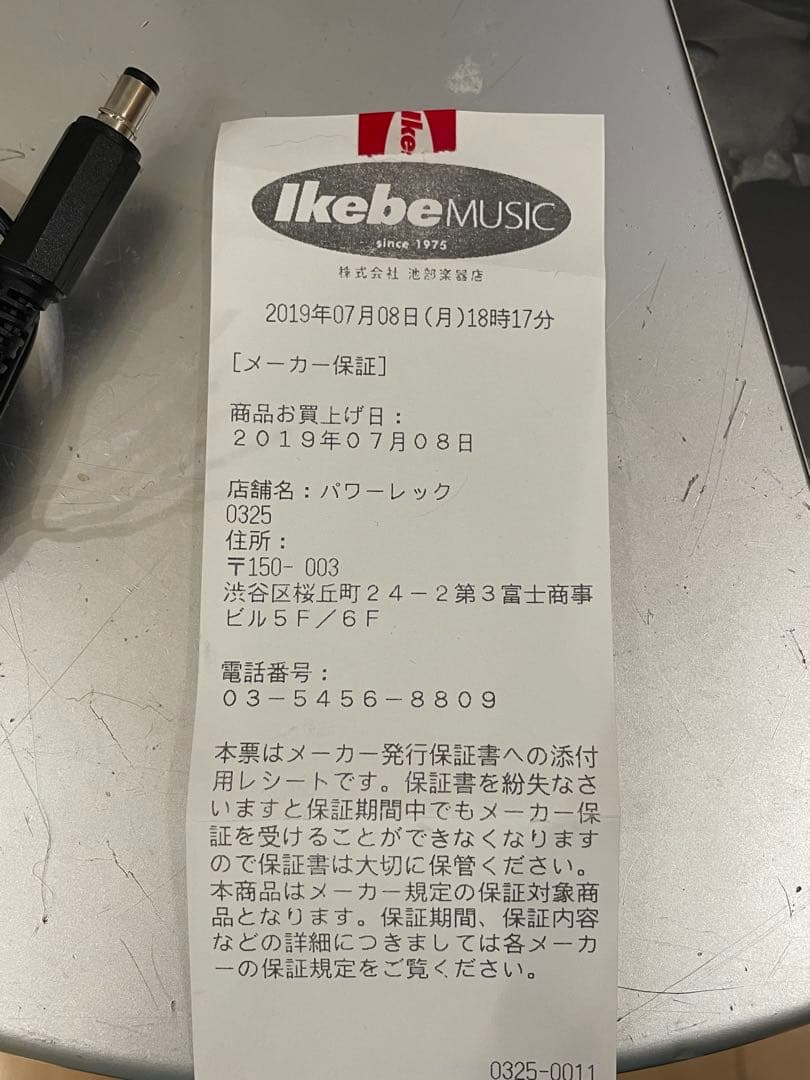 Ike
Ikebe MUSIC
since 1975
株式会社 池部楽器店
2019年07月08日(月)18時17分
[メーカー保証]
商品お買上げ日：
２０１９年０７月０８日
店舗名：パワーレック
0325
住所：
〒150- 003
渋谷区桜丘町２４－２第３富士商事
ビル５Ｆ／６Ｆ
電話番号：
０３－５４５６－８８０９
本票はメーカー発行保証書への添付
用レシートです。保証書を紛失なさ
いますと保証期間中でもメーカー保
証を受けることができなくなります
ので保証書は大切に保管ください。
本商品はメーカー規定の保証対象商
品となります。保証期間、保証内容
などの詳細につきましては各メーカ
ーの保証規定をご覧ください。
0325-0011